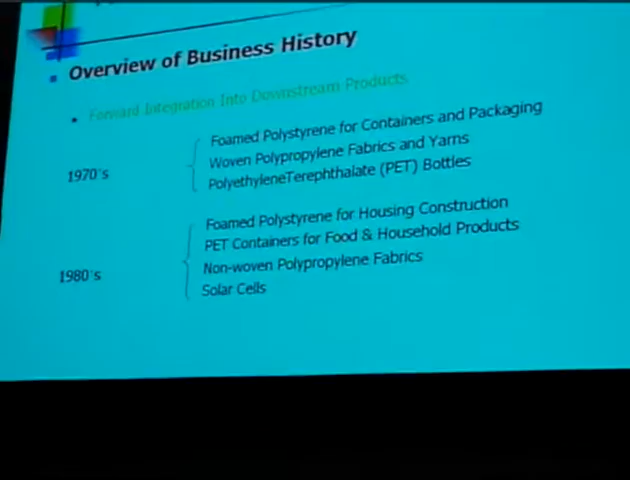 Overview of Business History
Forward Integration Into Downstream Products
1970's
Foamed Polystyrene for Containers and Packaging
Woven Polypropylene Fabrics and Yarns
PolyethyleneTerephthalate (PET) Bottles
1980's
Foamed Polystyrene for Housing Construction
PET Containers for Food & Household Products
Non-woven Polypropylene Fabrics
Solar Cells